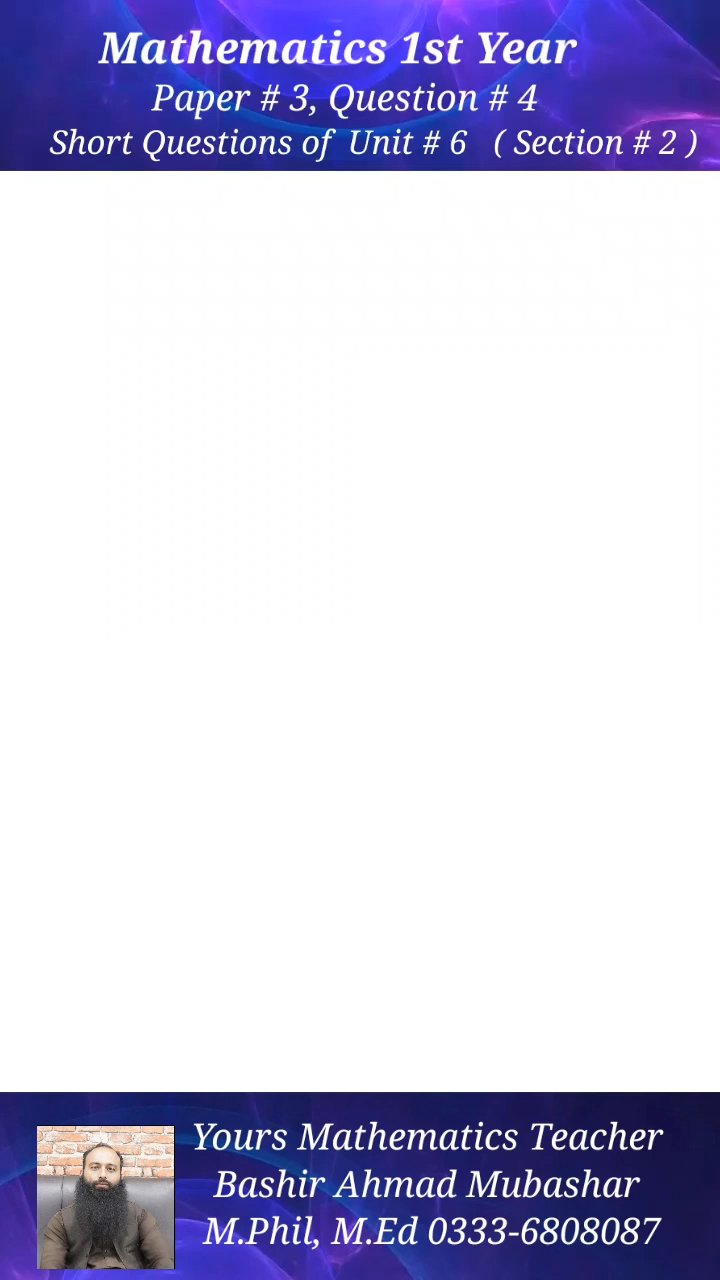 Mathematics 1st Year
Paper # 3, Question # 4
Short Questions of Unit # 6 ( Section # 2 )
Yours Mathematics Teacher
Bashir Ahmad Mubashar
M.Phil, M.Ed 0333-6808087